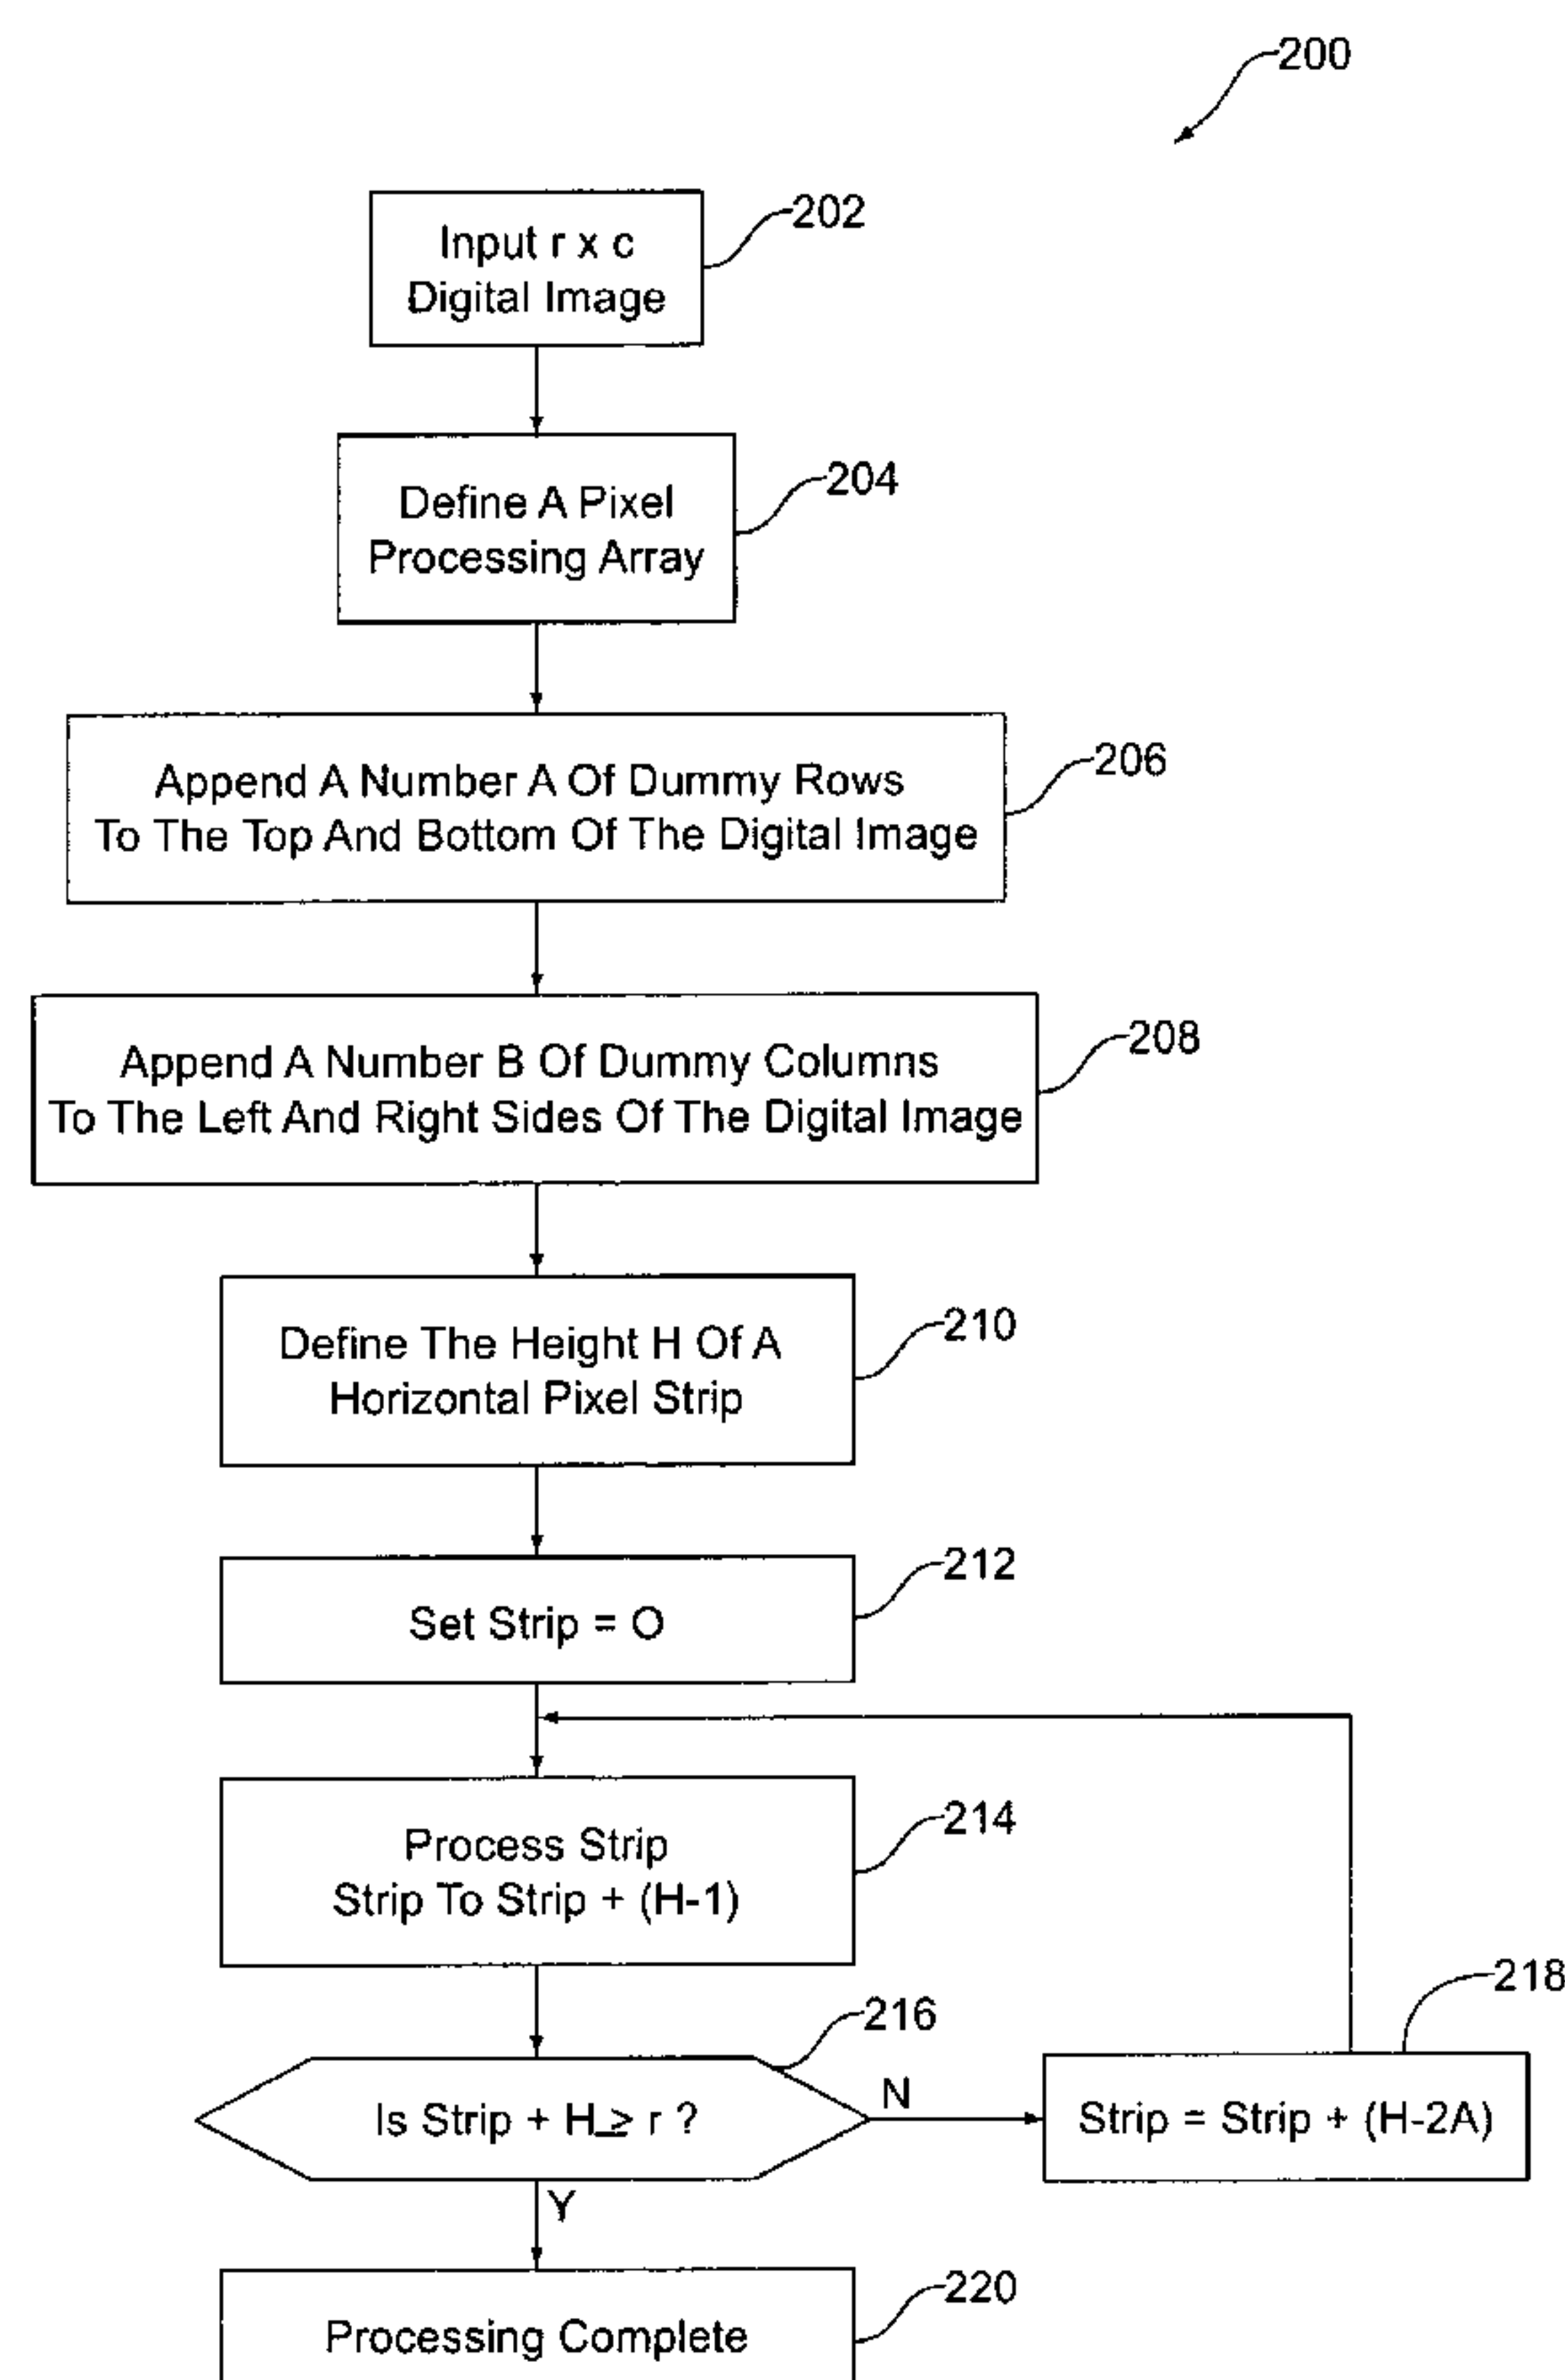 200
202
Input r x c
Digital Image
204
Define A Pixel
Processing Array
206
Append A Number A Of Dummy Rows
To The Top And Bottom Of The Digital Image
208
Append A Number B Of Dummy Columns
To The Left And Right Sides Of The Digital Image
210
Define The Height H Of A
Horizontal Pixel Strip
212
Set Strip = O
214
Process Strip
Strip To Strip + (H-1)
216
218
Is Strip + H ≥ r ?
N
Strip = Strip + (H-2A)
Y
220
Processing Complete